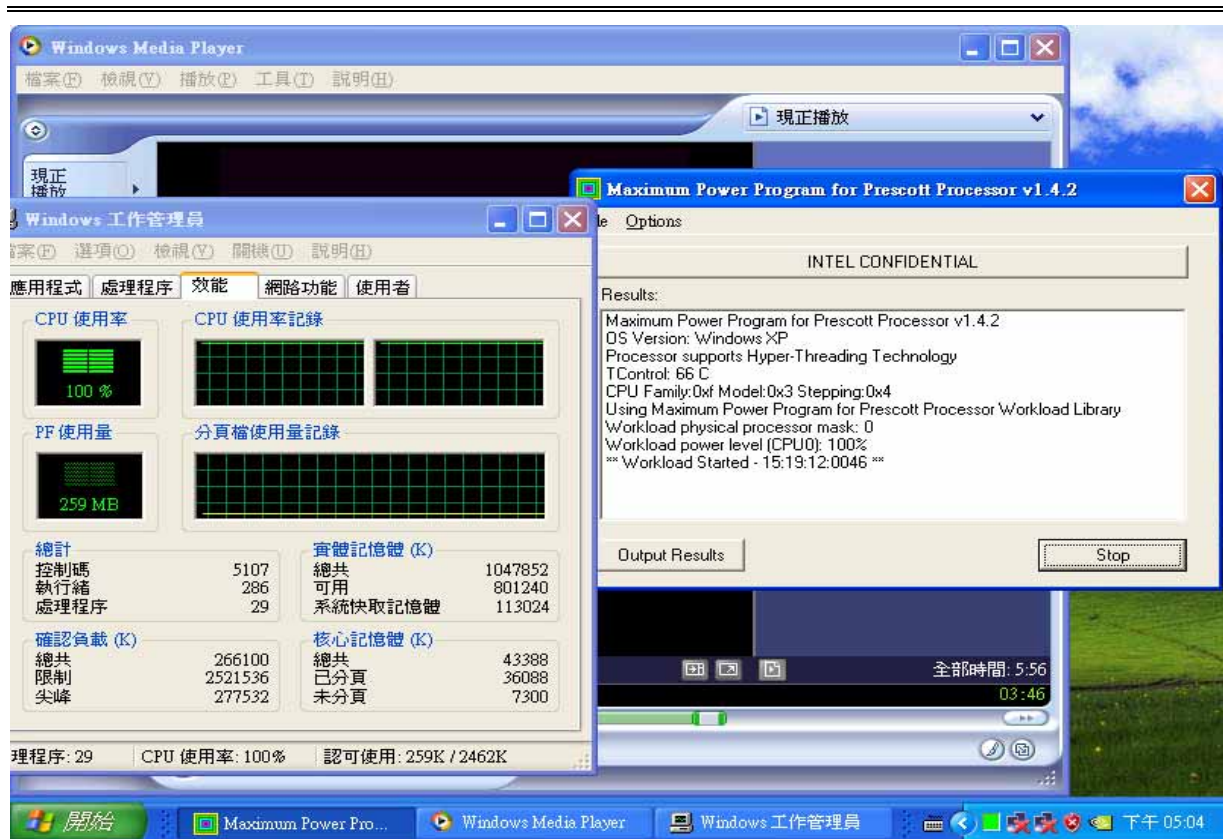 Windows Media Player
檔案(F) 檢視(V) 播放(P) 工具(T) 說明(H)
現正播放
現正
播放
Maximum Power Program for Prescott Processor v1.4.2
Options
INTEL CONFIDENTIAL
Results:
Maximum Power Program for Prescott Processor v1.4.2
OS Version: Windows XP
Processor supports Hyper-Threading Technology
TControl: 66 C
CPU Family:0xf Model:0x3 Stepping:0x4
Using Maximum Power Program for Prescott Processor Workload Library
Workload physical processor mask: 0
Workload power level (CPU0): 100%
** Workload Started - 15:19:12:0046 **
Output Results
Stop
Windows 工作管理員
案(F) 選項(O) 檢視(V) 關機(U) 說明(H)
應用程式 處理程序 效能 網路功能 使用者
CPU 使用率
CPU 使用率記錄
100 %
PF 使用量
分頁檔使用量記錄
259 MB
總計
控制碼 5107
執行緒 286
處理程序 29
實體記憶體 (K)
總共 1047852
可用 801240
系統快取記憶體 113024
確認負載 (K)
總共 266100
限制 2521536
尖峰 277532
核心記憶體 (K)
總共 43388
已分頁 36088
未分頁 7300
理程序: 29 CPU 使用率: 100% 認可使用: 259K / 2462K
全部時間: 5:56
03:46
開始 Maximum Power Pro... Windows Media Player Windows 工作管理員 下午 05:04